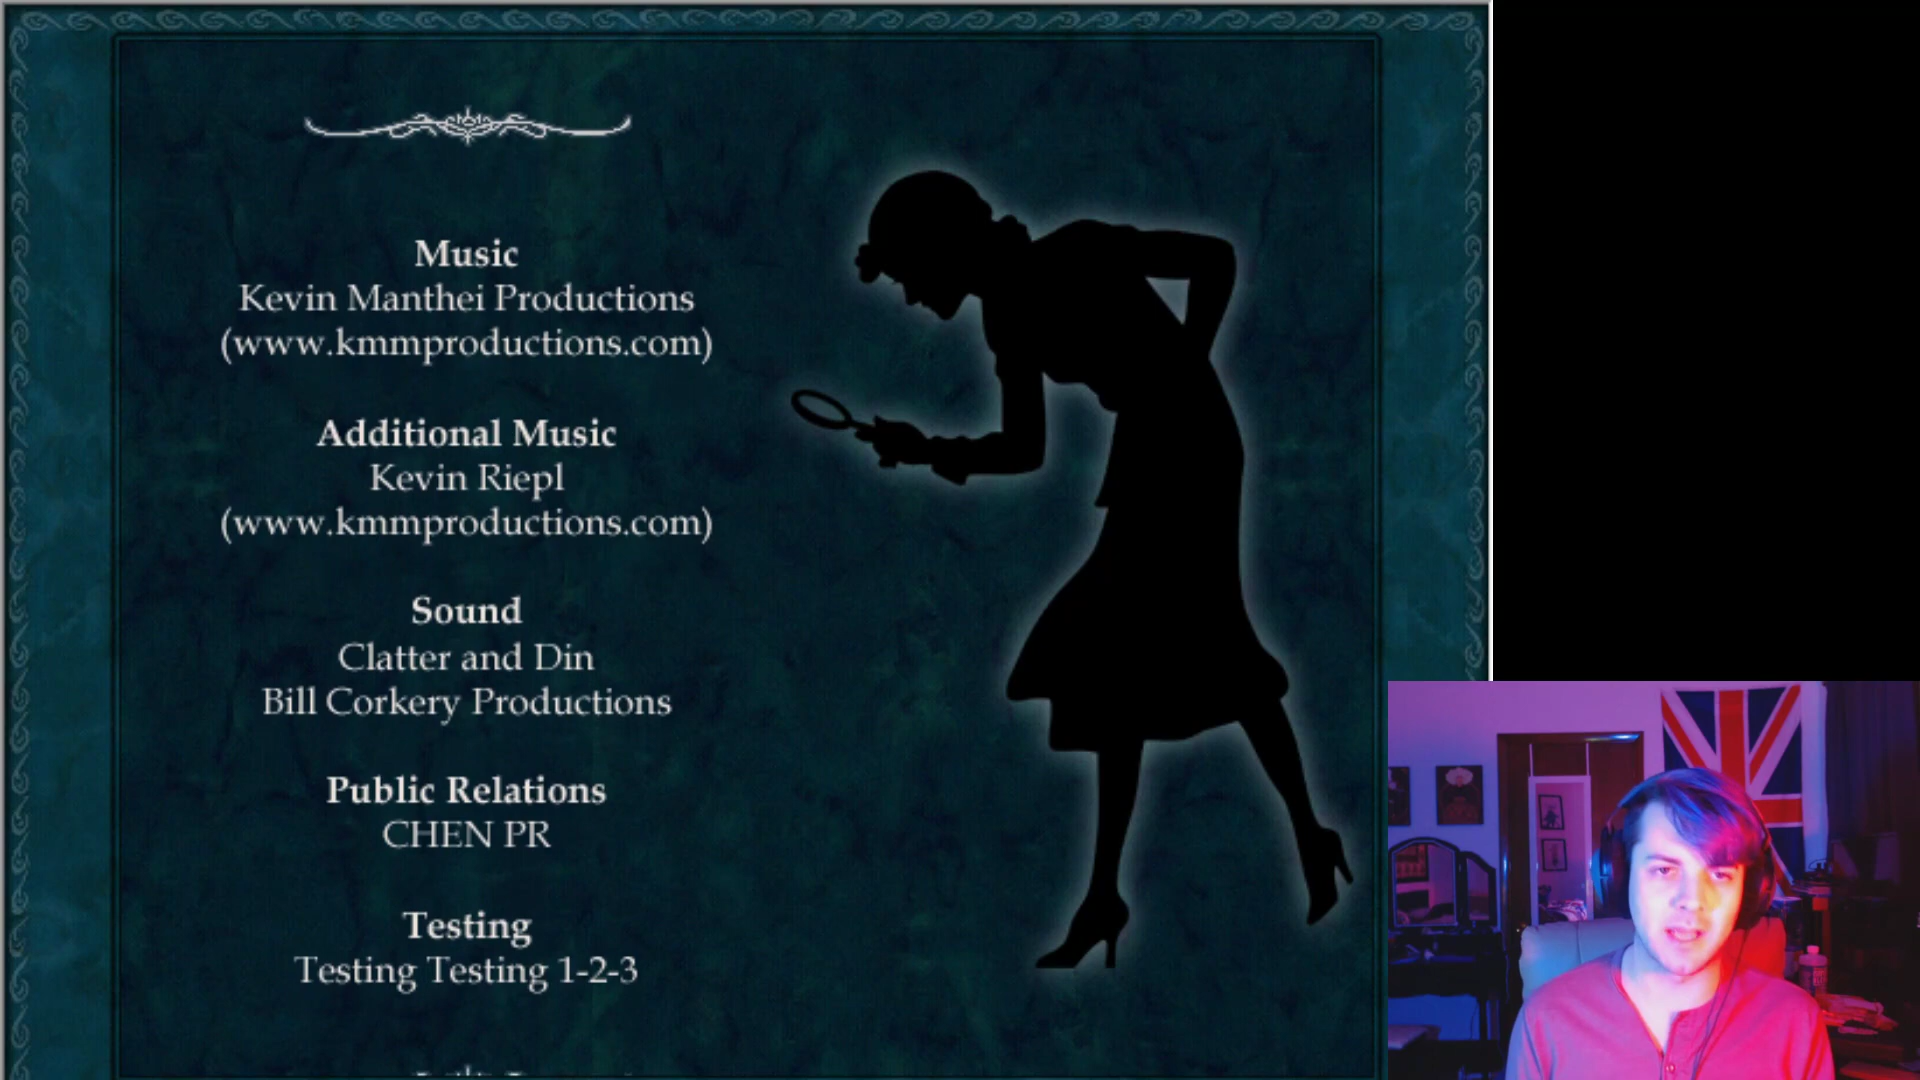 Music
Kevin Manthei Productions
(www.kmmproductions.com)
Additional Music
Kevin Riepl
(www.kmmproductions.com)
Sound
Clatter and Din
Bill Corkery Productions
Public Relations
CHEN PR
Testing
Testing Testing 1-2-3